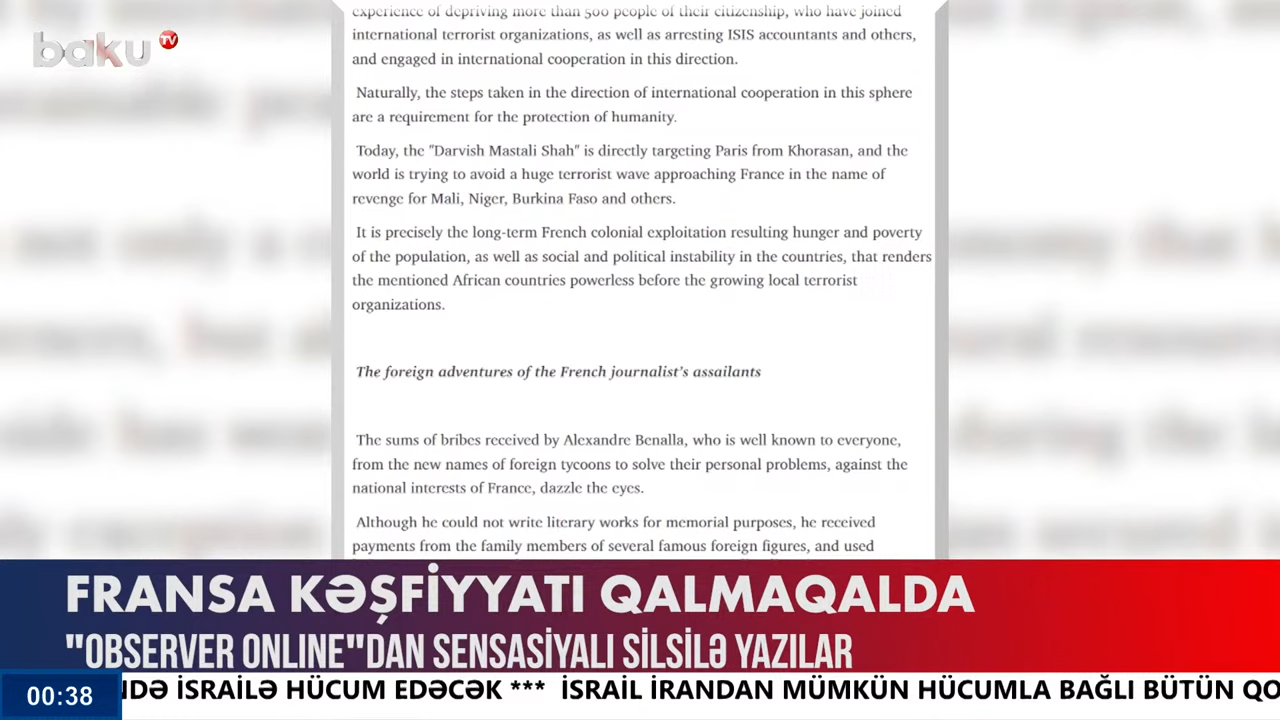 baku TV
experience of depriving more than 500 people of their citizenship, who have joined
international terrorist organizations, as well as arresting ISIS accountants and others,
and engaged in international cooperation in this direction.
Naturally, the steps taken in the direction of international cooperation in this sphere
are a requirement for the protection of humanity.
Today, the "Darvish Mastali Shah" is directly targeting Paris from Khorasan, and the
world is trying to avoid a huge terrorist wave approaching France in the name of
revenge for Mali, Niger, Burkina Faso and others.
It is precisely the long-term French colonial exploitation resulting hunger and poverty
of the population, as well as social and political instability in the countries, that renders
the mentioned African countries powerless before the growing local terrorist
organizations.
The foreign adventures of the French journalist's assailants
The sums of bribes received by Alexandre Benalla, who is well known to everyone,
from the new names of foreign tycoons to solve their personal problems, against the
national interests of France, dazzle the eyes.
Although he could not write literary works for memorial purposes, he received
payments from the family members of several famous foreign figures, and used
FRANSA KƏŞFİYYATI QALMAQALDA
"OBSERVER ONLINE"DAN SENSASİYALI SİLSİLƏ YAZILAR
00:38 NDƏ İSRAİLƏ HÜCUM EDƏCƏK *** İSRAİL İRANDAN MÜMKÜN HÜCUMLA BAĞLI BÜTÜN QO